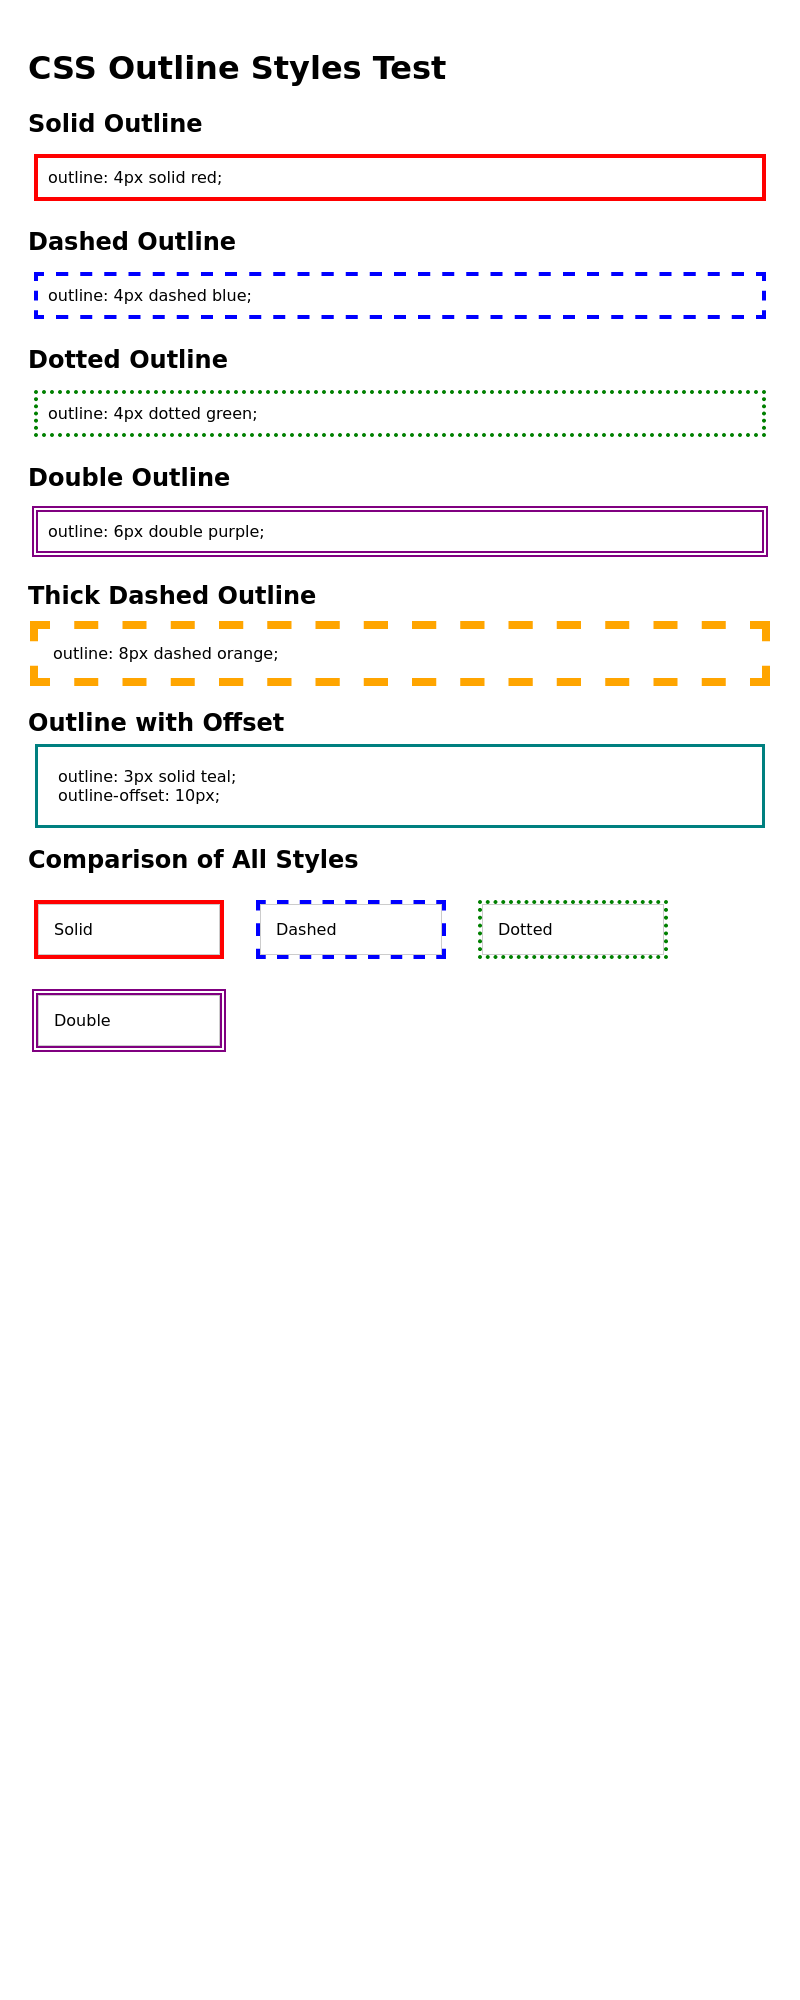 CSS Outline Styles Test
Solid Outline
outline: 4px solid red;
Dashed Outline
outline: 4px dashed blue;
Dotted Outline
outline: 4px dotted green;
Double Outline
outline: 6px double purple;
Thick Dashed Outline
outline: 8px dashed orange;
Outline with Offset
outline: 3px solid teal;
outline-offset: 10px;
Comparison of All Styles
Solid
Dashed
Dotted
Double